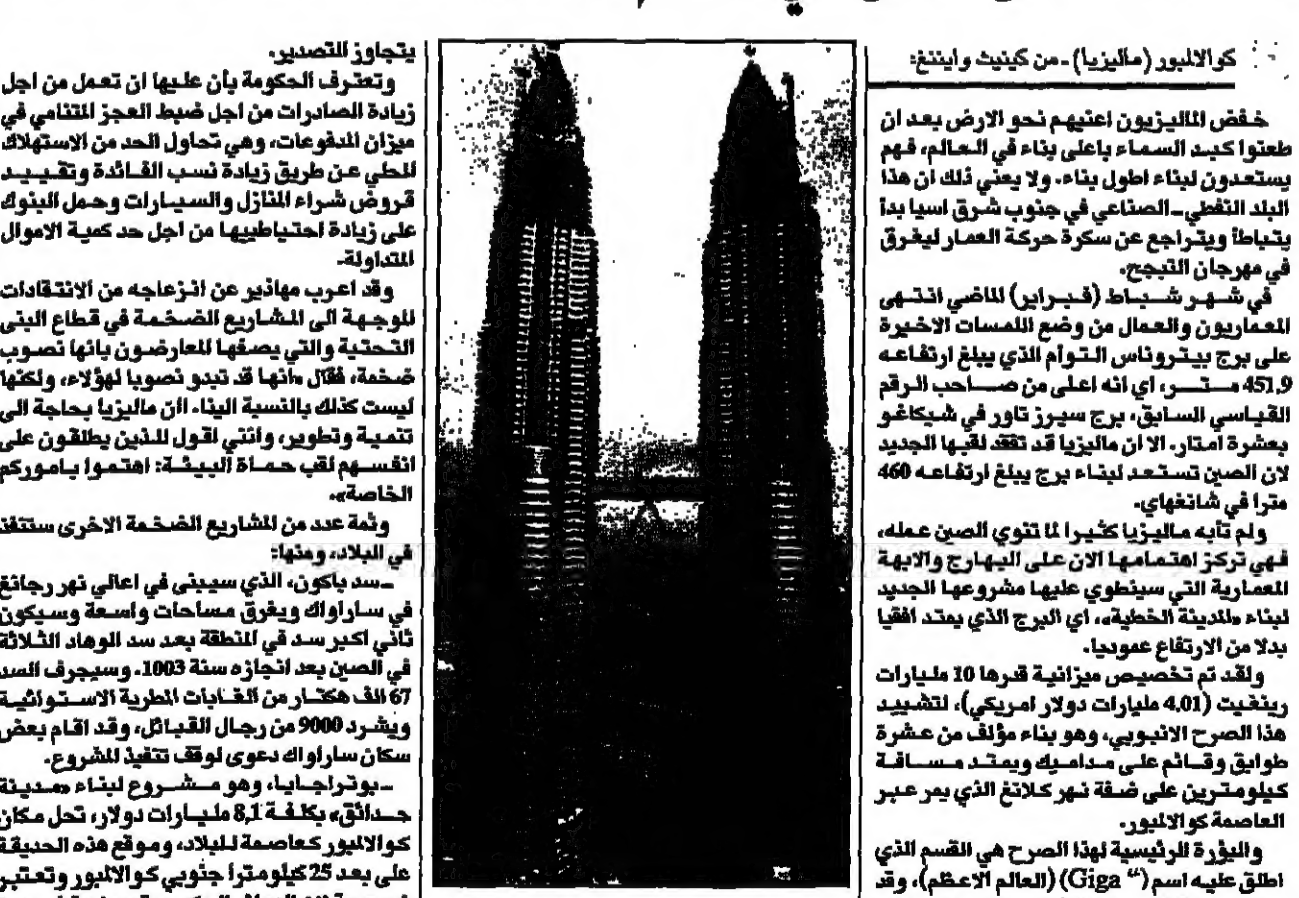 كوالالمبور (ماليزيا) ـ من كينيث وايننغ:
خفض الماليزيون اعينهم نحو الارض بعد ان
طعنوا كبد السماء باعلى بناء في العالم، فهم
يستعدون لبناء اطول بناء. ولا يعني ذلك ان هذا
البلد النفطي ـ الصناعي في جنوب شرق اسيا بدأ
يتباطأ ويتراجع عن سكرة حركة العمار ليغرق
في مهرجان التبجح.
في شهر شباط (فبراير) الماضي انتهى
المعماريون والعمال من وضع اللمسات الاخيرة
على برج بيتروناس التوأم الذي يبلغ ارتفاعه
451,9 متر، اي انه اعلى من صاحب الرقم
القياسي السابق، برج سيرز تاور في شيكاغو
بعشرة امتار. الا ان ماليزيا قد تفقد لقبها الجديد
لان الصين تستعد لبناء برج يبلغ ارتفاعه 460
مترا في شانغهاي.
ولم تأبه ماليزيا كثيرا لما تنوي الصين عمله،
فهي تركز اهتمامها الان على البهارج والابهة
المعمارية التي سينطوي عليها مشروعها الجديد
لبناء «المدينة الخطية»، اي البرج الذي يمتد افقيا
بدلا من الارتفاع عموديا.
ولقد تم تخصيص ميزانية قدرها 10 مليارات
رينغيت (4,01 مليارات دولار امريكي)، لتشييد
هذا الصرح الانبوبي، وهو بناء مؤلف من عشرة
طوابق وقائم على مداميك ويمتد مسافة
كيلومترين على ضفة نهر كلانغ الذي يمر عبر
العاصمة كوالالمبور.
والبؤرة الرئيسية لهذا الصرح هي القسم الذي
اطلق عليه اسم (“ Giga) (العالم الاعظم)، وقد
يتجاوز التصدير.
وتعترف الحكومة بأن عليها ان تعمل من اجل
زيادة الصادرات من اجل ضبط العجز المتنامي في
ميزان المدفوعات، وهي تحاول الحد من الاستهلاك
المحلي عن طريق زيادة نسب الفائدة وتقييد
قروض شراء المنازل والسيارات وحمل البنوك
على زيادة احتياطييها من اجل حد كمية الاموال
المتداولة.
وقد اعرب مهاذير عن انزعاجه من الانتقادات
الموجهة الى المشاريع الضخمة في قطاع البنى
التحتية والتي يصفها المعارضون بانها نصوب
ضخمة، فقال «انها قد تبدو نصوبا لهؤلاء، ولكنها
ليست كذلك بالنسبة الينا. اان ماليزيا بحاجة الى
تنمية وتطوير، وانني اقول للذين يطلقون على
انفسهم لقب حماة البيئة: اهتموا باموركم
الخاصة».
وثمة عدد من المشاريع الضخمة الاخرى ستنفذ
في البلاد، ومنها:
ـ سد باكون، الذي سيبنى في اعالي نهر رجانغ
في ساراواك ويغرق مساحات واسعة وسيكون
ثاني اكبر سد في المنطقة بعد سد الوهاد الثلاثة
في الصين بعد انجازه سنة 1003. وسيجرف السد
67 الف هكتار من الغابات المطرية الاستوائية
ويشرد 9000 من رجال القبائل، وقد اقام بعض
سكان ساراواك دعوى لوقف تنفيذ المشروع.
ـ بوتراجايا، وهو مشروع لبناء «مدينة
حدائق» بكلفة 8,1 مليارات دولار، تحل مكان
كوالالمبور كعاصمة للبلاد، وموقع هذه الحديقة
على بعد 25 كيلومترأ جنوبي كوالالمبور وتعتبر